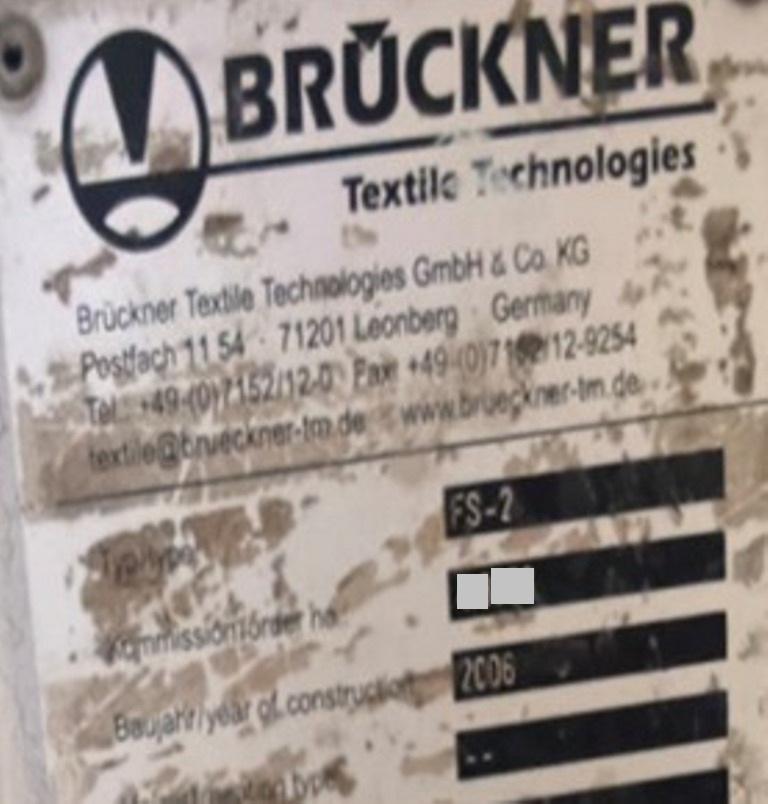 BRÜCKNER
Textile Technologies
Brückner Textile Technologies GmbH & Co. KG
Postfach 11 54 · 71201 Leonberg · Germany
Tel.: +49-(0)7152/12-0 Fax: +49-(0)7152/12-9254
textile@brueckner-tm.de www.brueckner-tm.de
Typ/type FS-2
Kommission/order no.
Baujahr/year of construction 2006
--